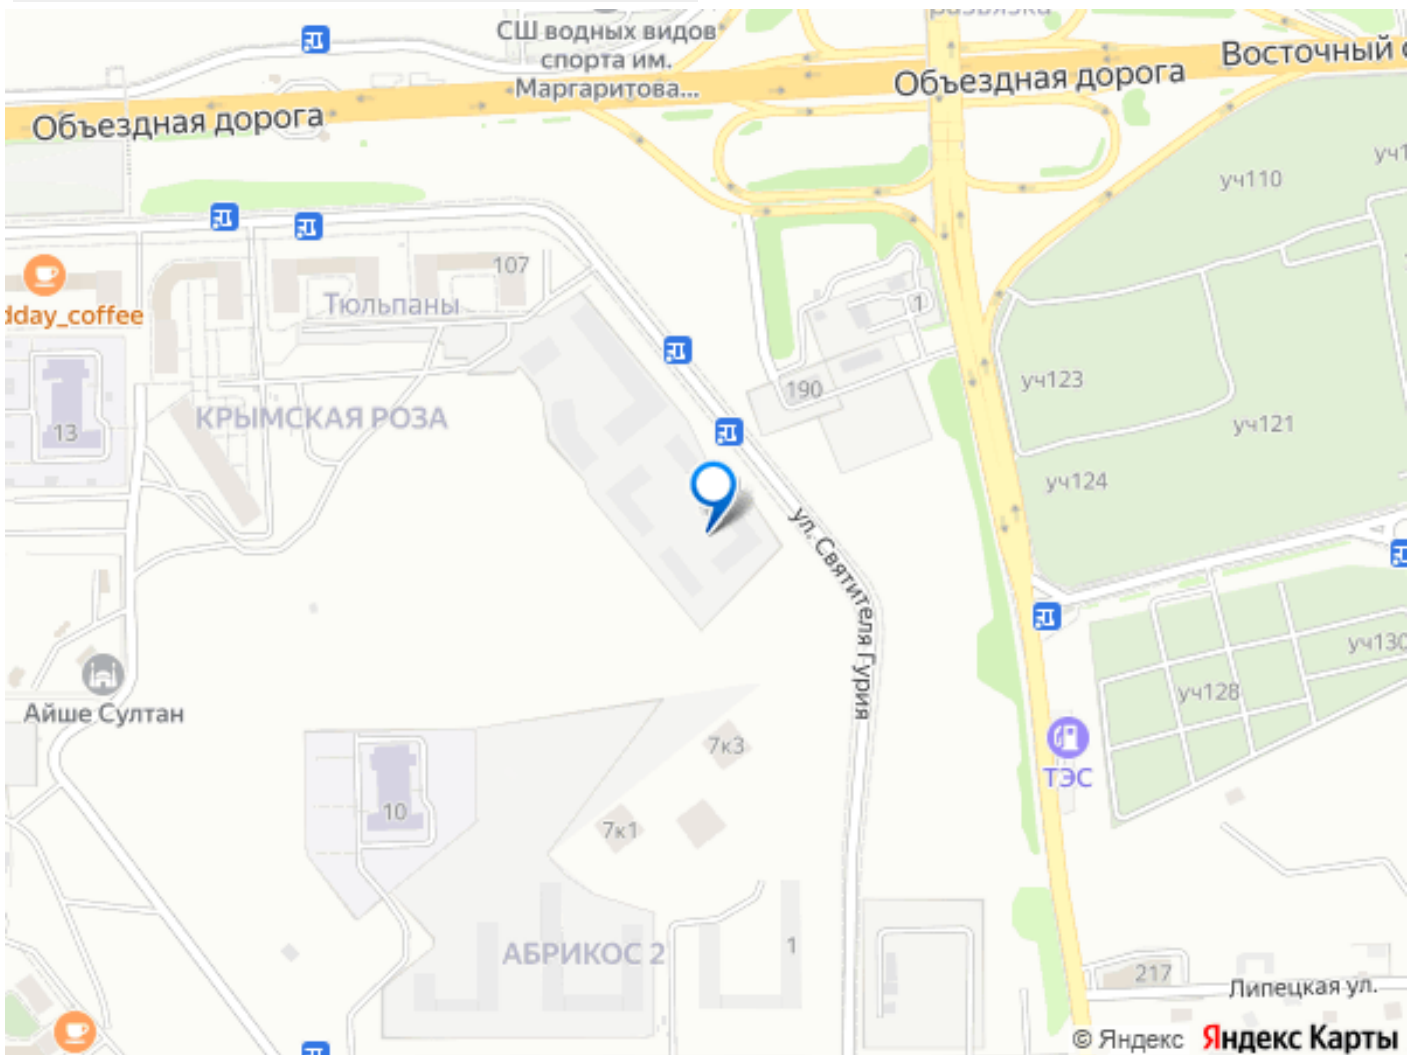 развязка
СШ водных видов
спорта им.
Маргаритова...
Восточный
Объездная дорога
Объездная дорога
уч110
107
Тюльпаны
1
dday_coffee
190
уч123
КРЫМСКАЯ РОЗА
13
уч121
уч124
ул. Святителя Гурия
уч130
уч128
Айше Султан
7к3
ТЭС
10
7к1
АБРИКОС 2
1
217
Липецкая ул.
© Яндекс Яндекс Карты